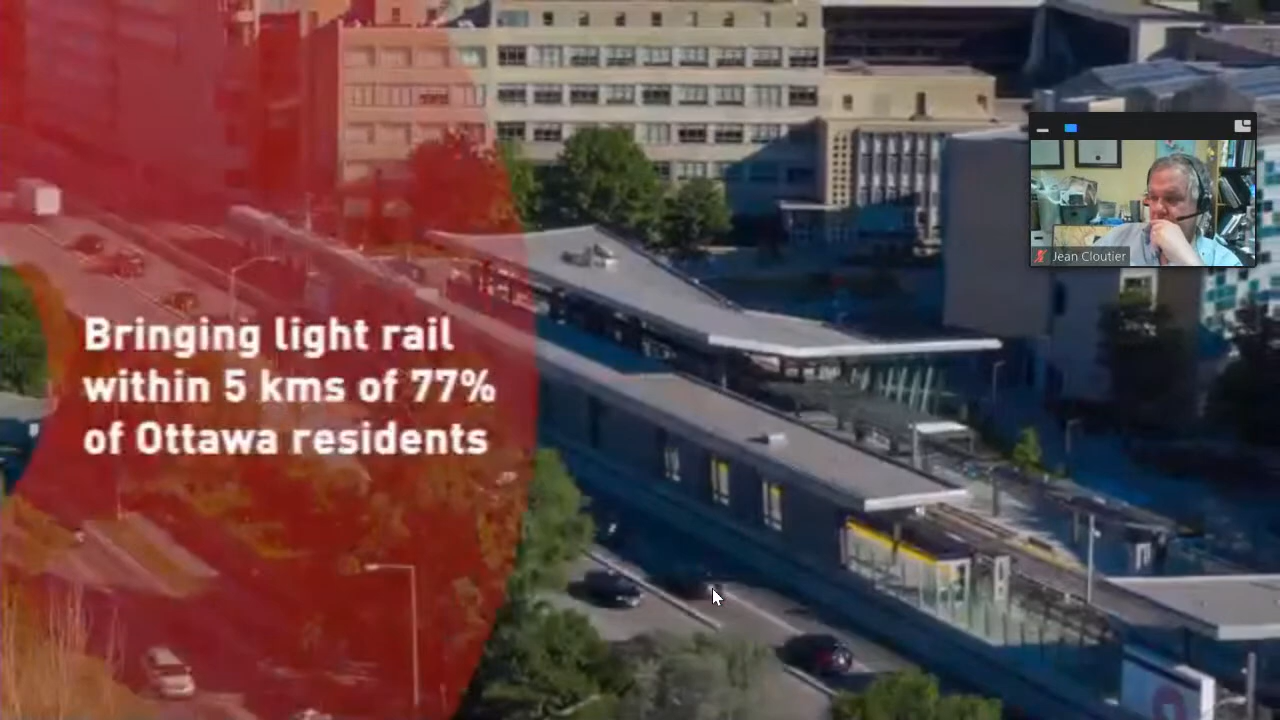 Bringing light rail
within 5 kms of 77%
of Ottawa residents
Jean Cloutier